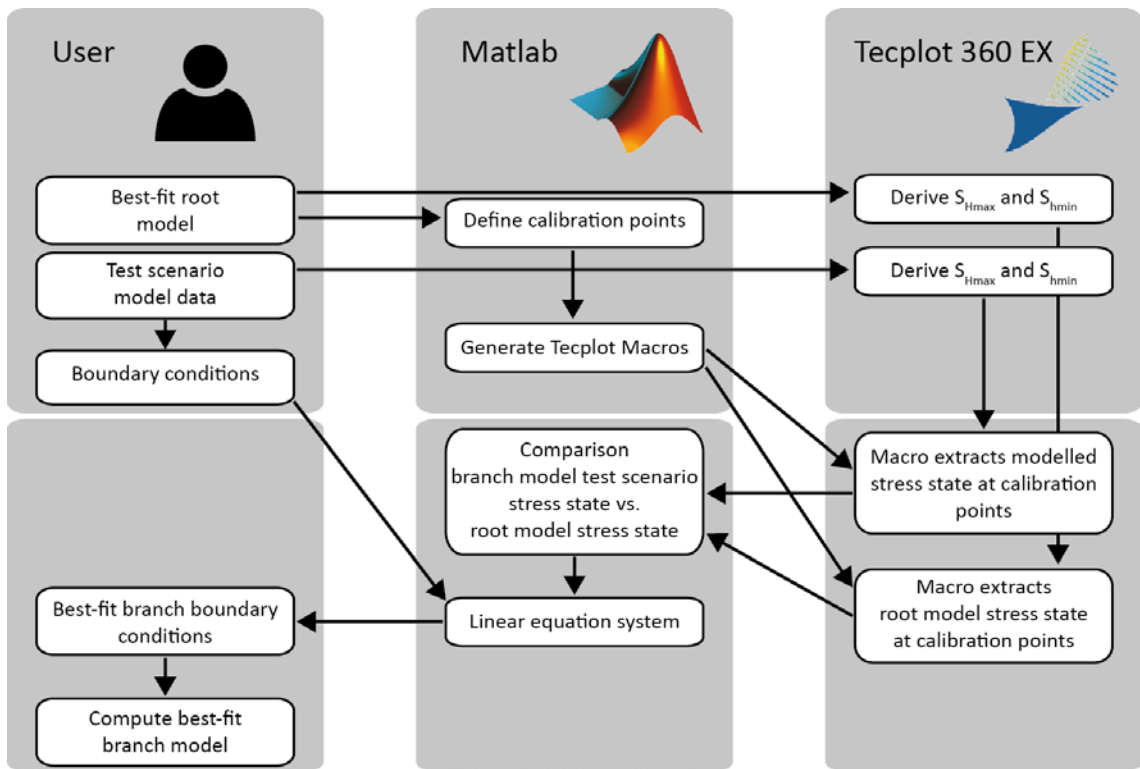 User
Matlab
Tecplot 360 EX
Best-fit root
model
Define calibration points
Derive SHmax and Shmin
Test scenario
model data
Derive SHmax and Shmin
Boundary conditions
Generate Tecplot Macros
Comparison
branch model test scenario
stress state vs.
root model stress state
Macro extracts modelled
stress state at calibration
points
Best-fit branch boundary
conditions
Linear equation system
Macro extracts
root model stress state
at calibration points
Compute best-fit
branch model